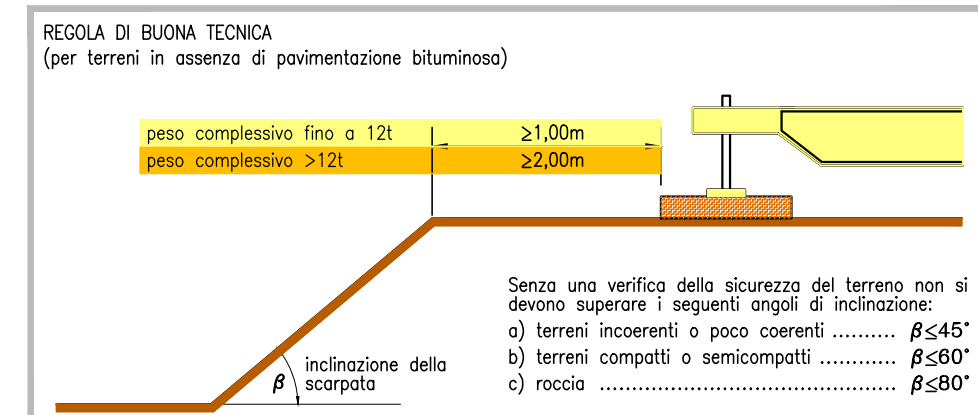 REGOLA DI BUONA TECNICA
(per terreni in assenza di pavimentazione bituminosa)
peso complessivo fino a 12t ≥1,00m
peso complessivo >12t ≥2,00m
Senza una verifica della sicurezza del terreno non si
devono superare i seguenti angoli di inclinazione:
a) terreni incoerenti o poco coerenti .......... β≤45°
b) terreni compatti o semicompatti ............ β≤60°
c) roccia ............................................... β≤80°
inclinazione della
scarpata
β